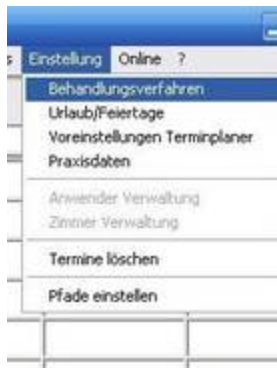 s Einstellung Online ?
Behandlungsverfahren
Urlaub/Feiertage
Voreinstellungen Terminplaner
Praxisdaten
Anwender Verwaltung
Zimmer Verwaltung
Termine löschen
Pfade einstellen